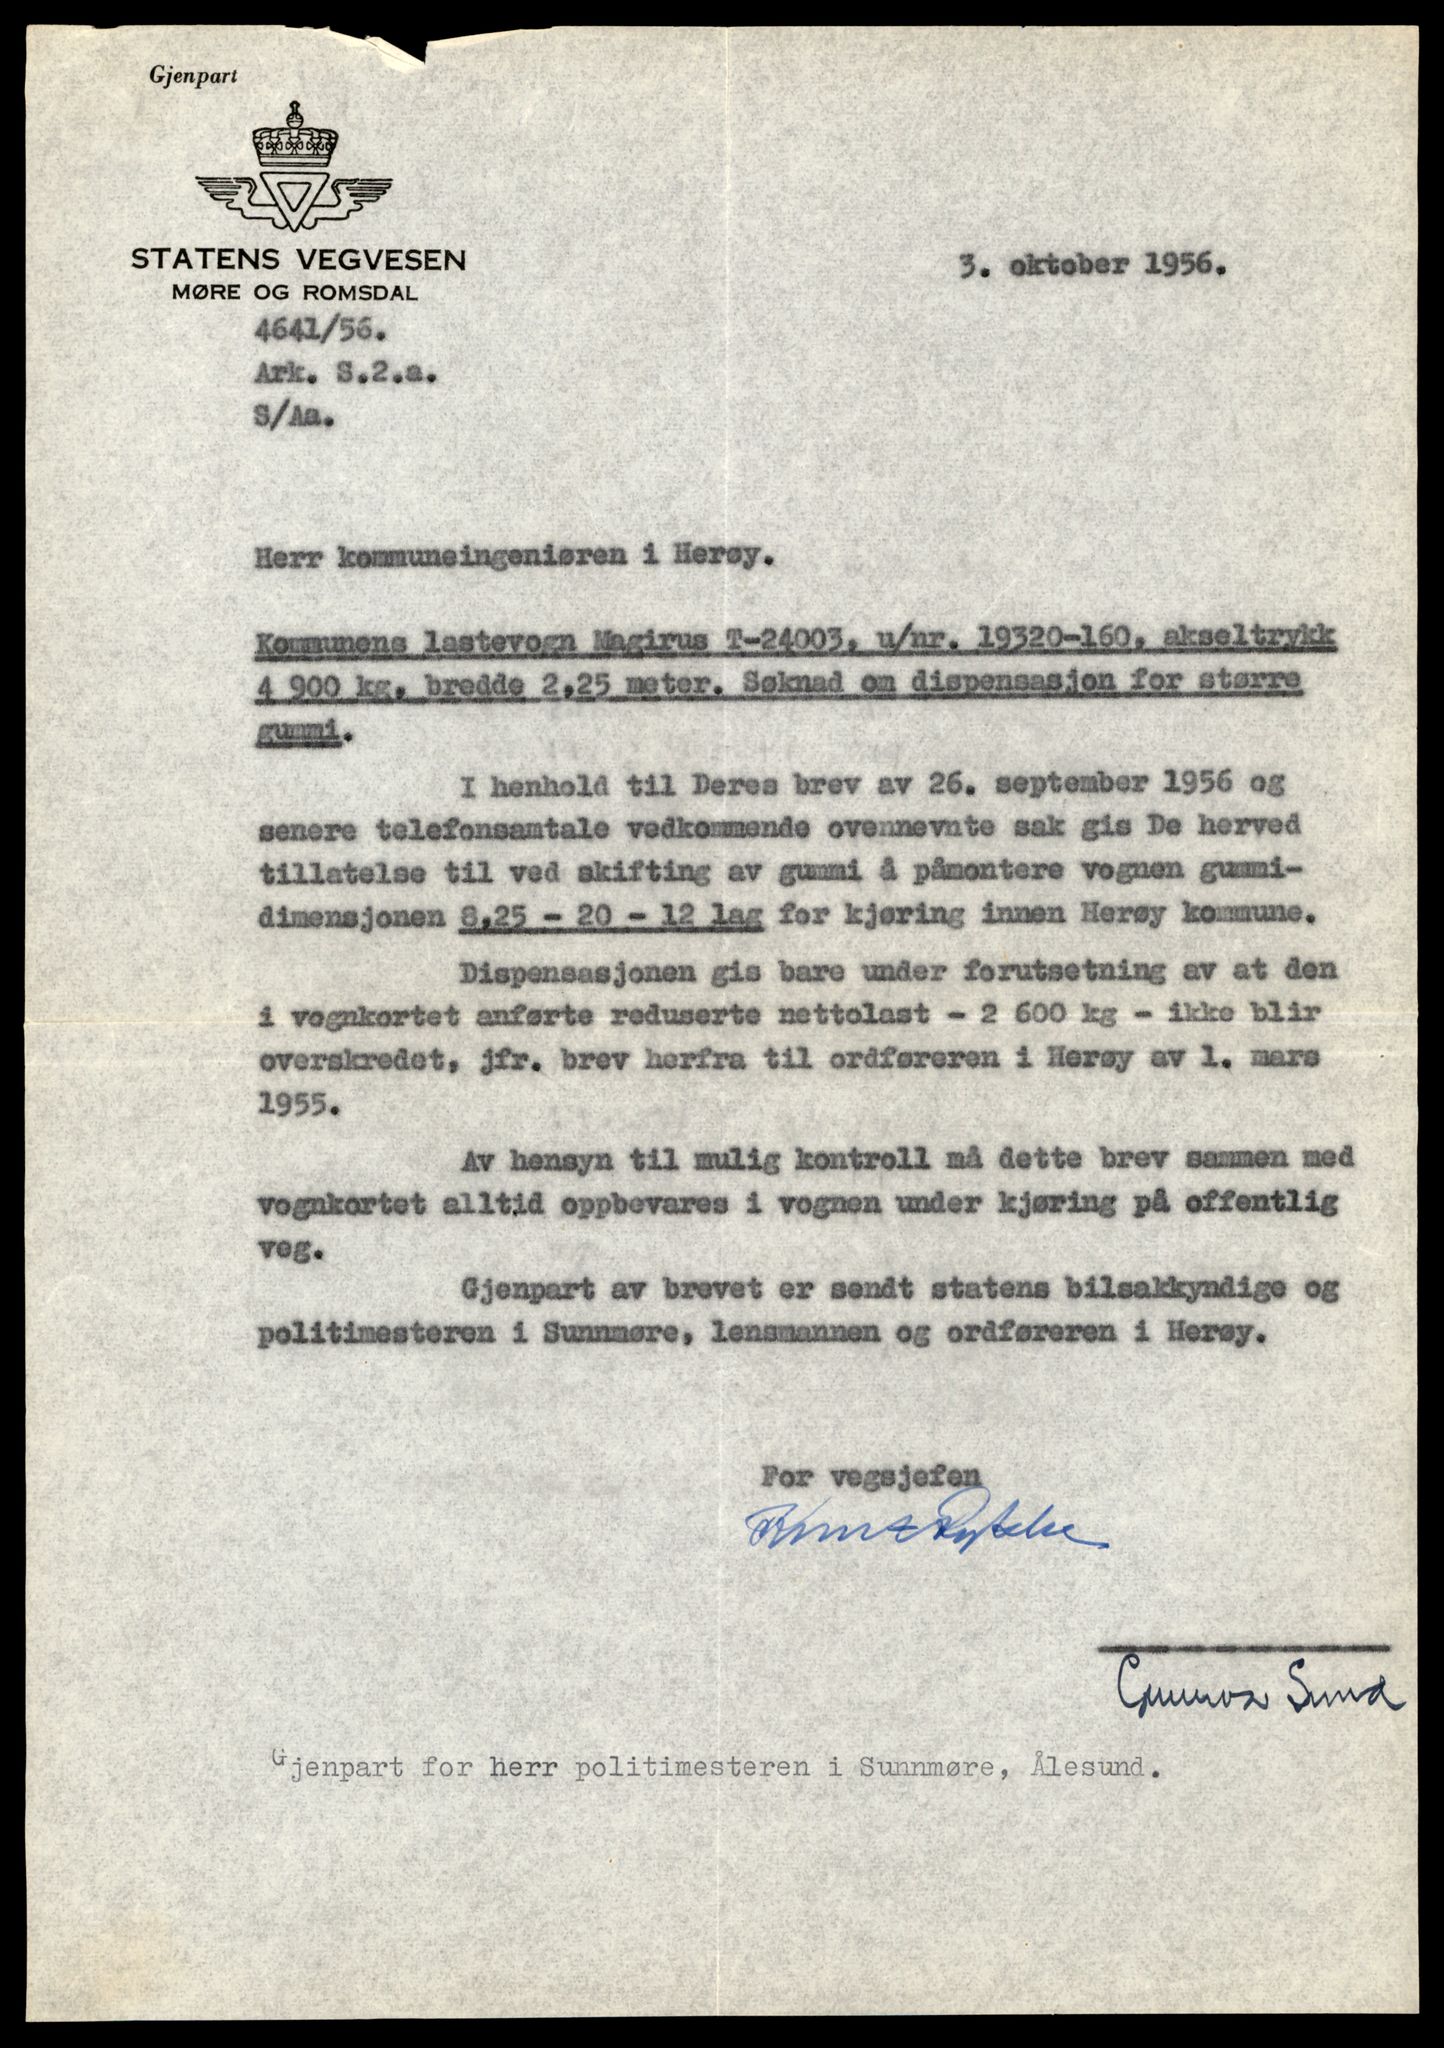 Gjenpart
STATENS VEGVESEN
MØRE OG ROMSDAL
3. oktober 1956.
4641/56.
Ark. S.2.a.
S/Aa.
Herr kommuneingeniøren i Herøy.
Kommunens lastevogn Magirus T-24003, u/nr. 19320-160, akseltrykk
4 900 kg, bredde 2,25 meter. Søknad om dispensasjon for større
gummi.
I henhold til Deres brev av 26. september 1956 og
senere telefonsamtale vedkommende ovennevnte sak gis De herved
tillatelse til ved skifting av gummi å påmontere vognen gummi-
dimensjonen 8,25 - 20 - 12 lag for kjøring innen Herøy kommune.
Dispensasjonen gis bare under forutsetning av at den
i vognkortet anførte reduserte nettolast - 2 600 kg - ikke blir
overskredet, jfr. brev herfra til ordføreren i Herøy av 1. mars
1955.
Av hensyn til mulig kontroll må dette brev sammen med
vognkortet alltid oppbevares i vognen under kjøring på offentlig
veg.
Gjenpart av brevet er sendt statens bilsakkyndige og
politimesteren i Sunnmøre, lensmannen og ordføreren i Herøy.
For vegsjefen
Gunnar Sund
Gjenpart for herr politimesteren i Sunnmøre, Ålesund.